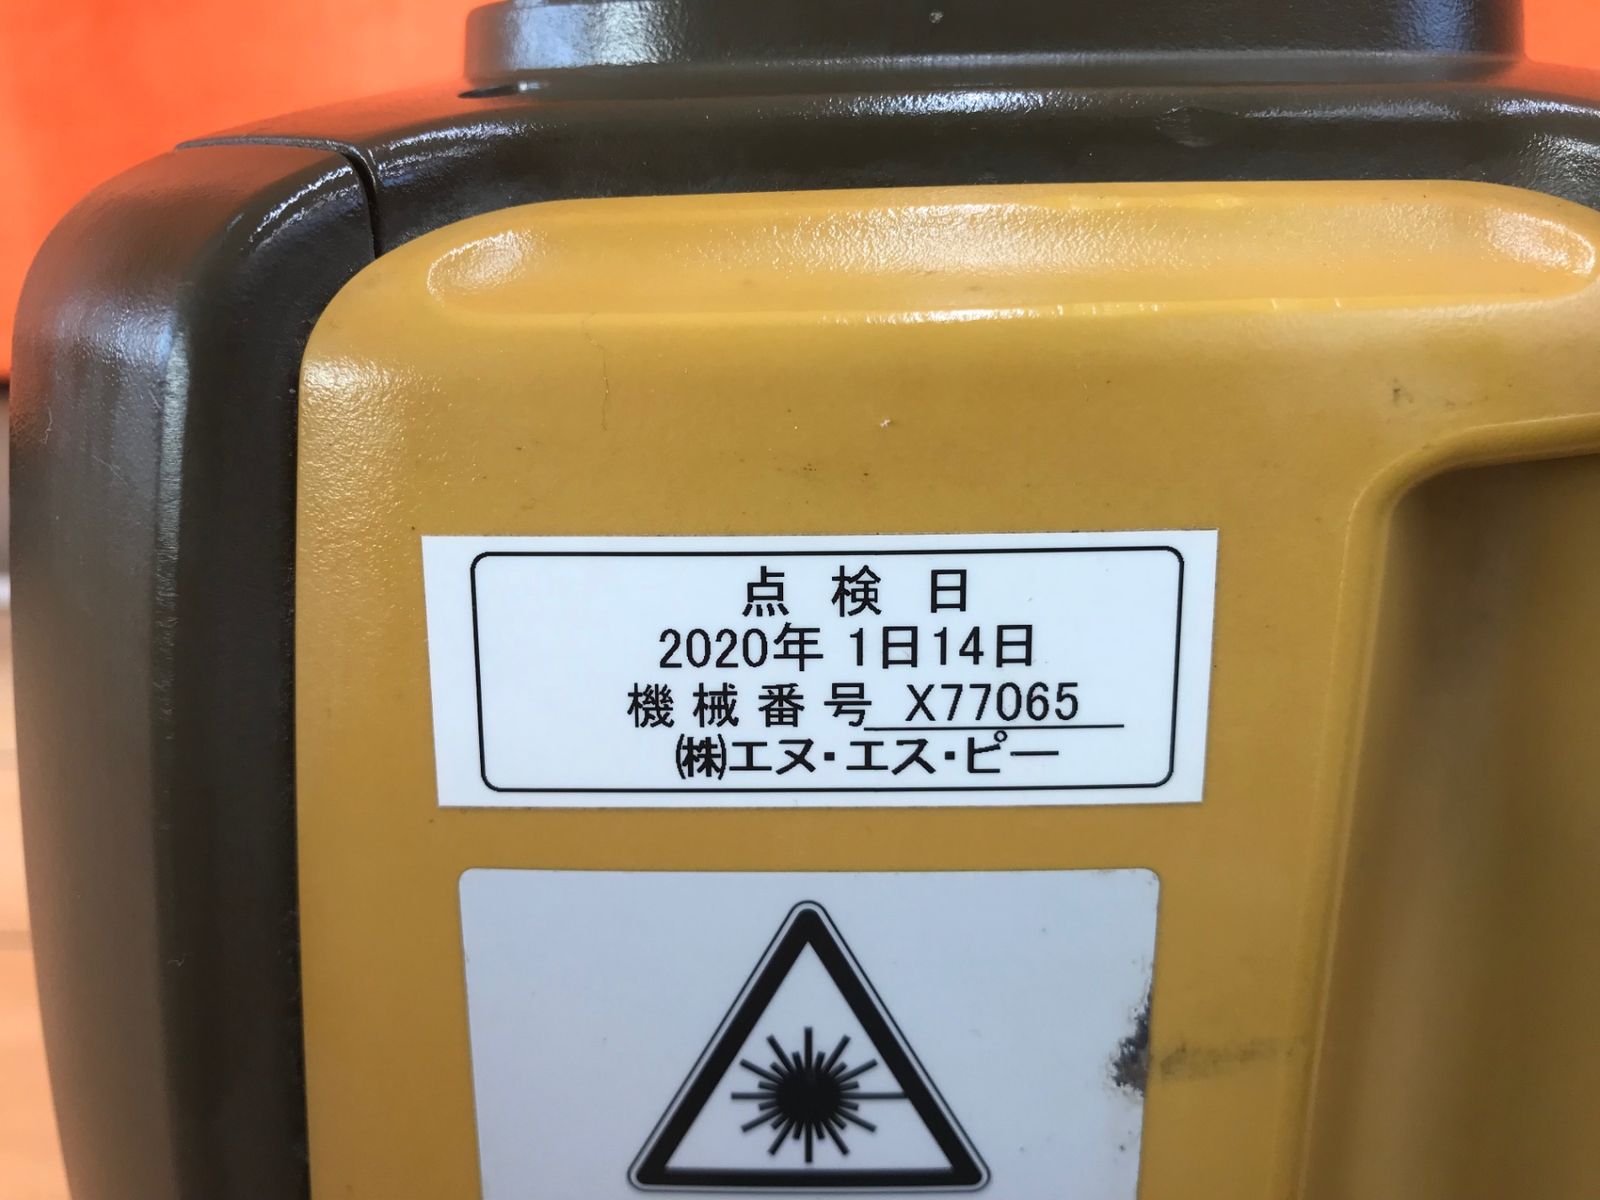 点検日
2020年 1日14日
機械番号 X77065
㈱エヌ・エス・ピー